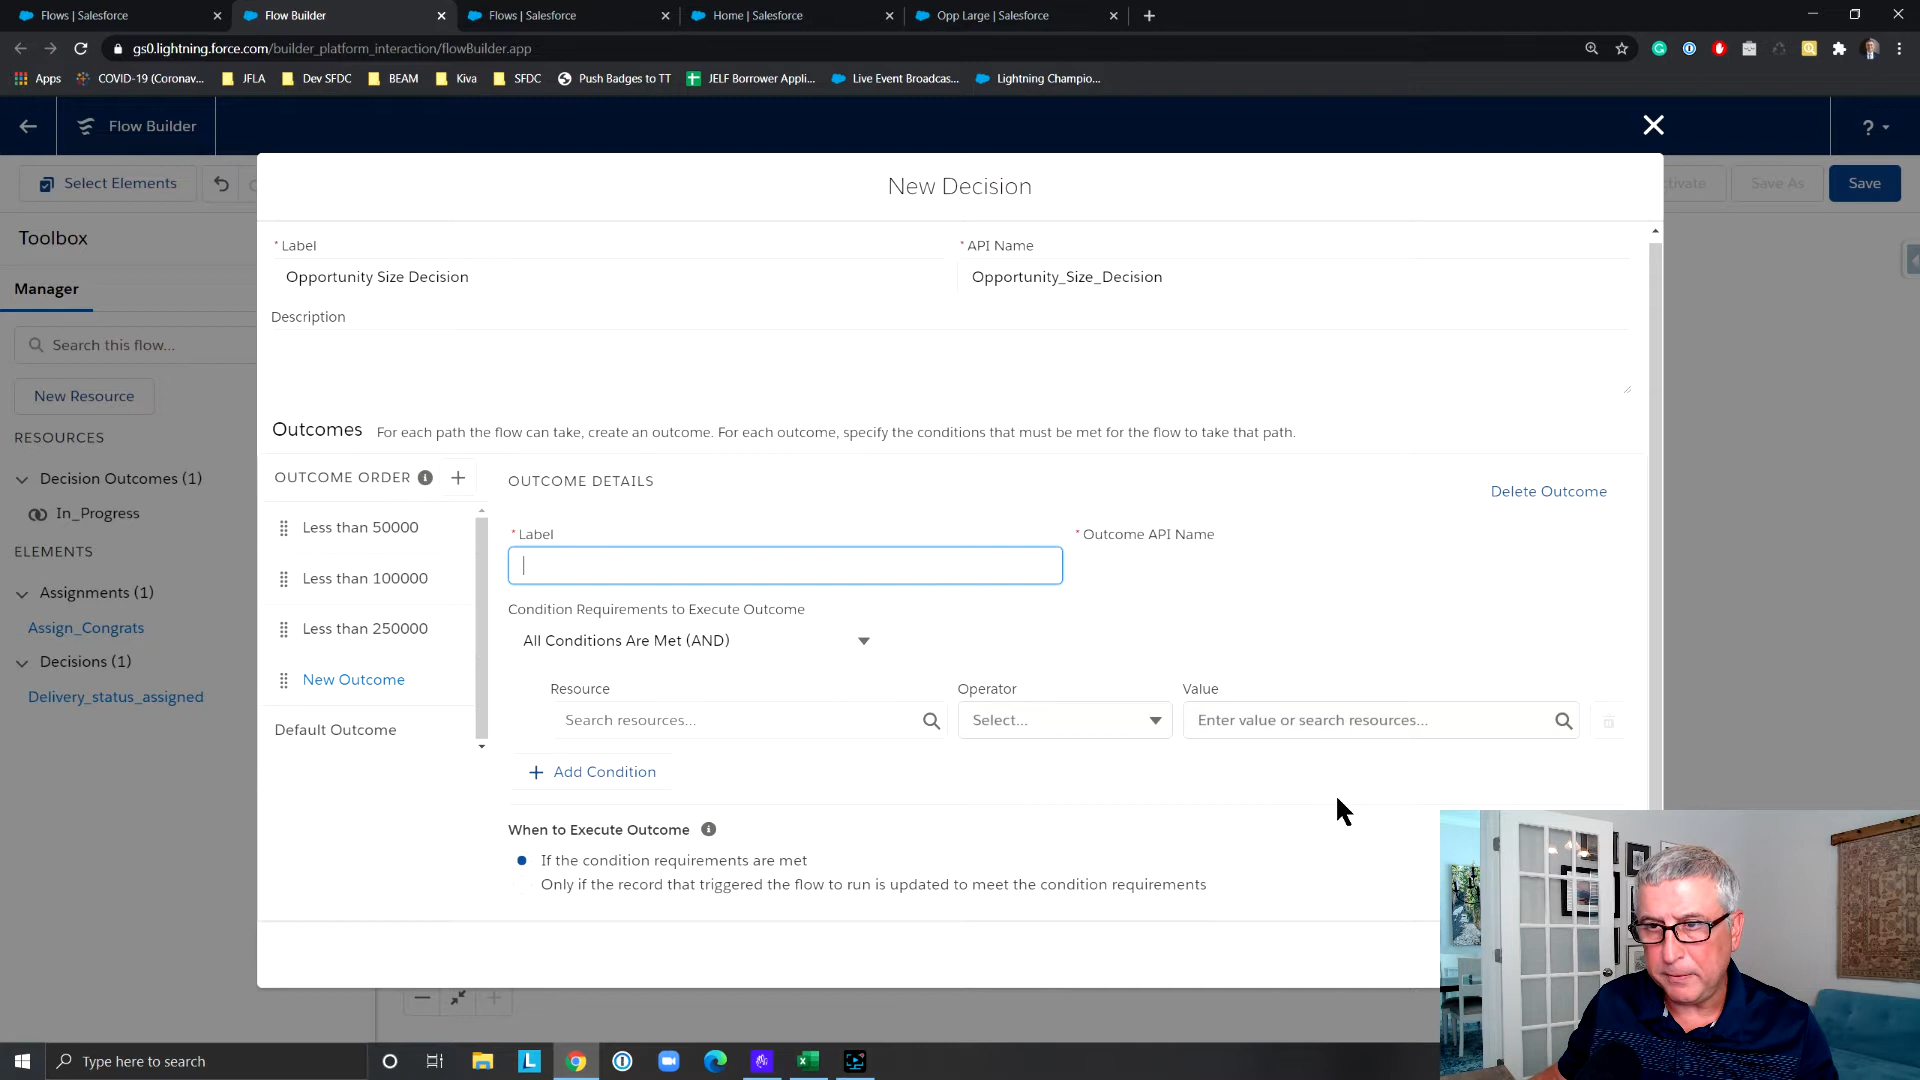 Flows | Salesforce
Flow Builder
Flows | Salesforce
Home | Salesforce
Opp Large | Salesforce
gs0.lightning.force.com/builder_platform_interaction/flowBuilder.app
Apps
COVID-19 (Coronav...
JFLA
Dev SFDC
BEAM
Kiva
SFDC
Push Badges to TT
JELF Borrower Appli...
Live Event Broadcas...
Lightning Champio...
Flow Builder
?
Select Elements
New Decision
Save As
Save
Toolbox
* Label
* API Name
Opportunity Size Decision
Opportunity_Size_Decision
Manager
Description
Search this flow...
New Resource
Outcomes
For each path the flow can take, create an outcome. For each outcome, specify the conditions that must be met for the flow to take that path.
RESOURCES
OUTCOME ORDER
OUTCOME DETAILS
Delete Outcome
Decision Outcomes (1)
In_Progress
Less than 50000
* Label
* Outcome API Name
ELEMENTS
Less than 100000
Assignments (1)
Condition Requirements to Execute Outcome
Assign_Congrats
Less than 250000
All Conditions Are Met (AND)
Decisions (1)
New Outcome
Resource
Operator
Value
Delivery_status_assigned
Search resources...
Select...
Enter value or search resources...
Default Outcome
Add Condition
When to Execute Outcome
If the condition requirements are met
Only if the record that triggered the flow to run is updated to meet the condition requirements
Type here to search